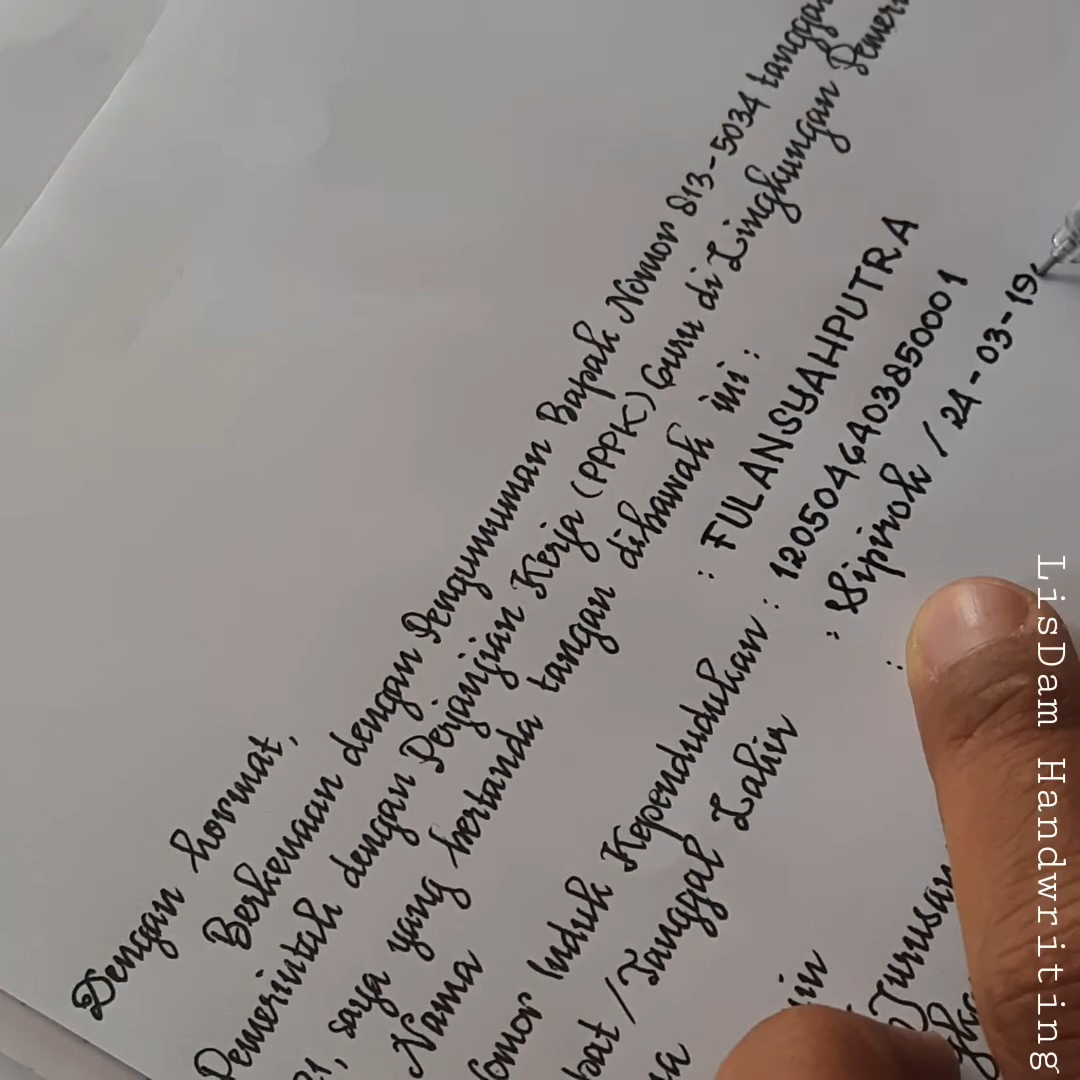 Dengan hormat,
Berkenaan dengan Pengumuman Bapak Nomor 813-5034
Pemerintah dengan Perjanjian Kerja (PPPK) Guru di Lingkungan
saya yang bertanda tangan dibawah ini :
Nama : FULANSYAHPUTRA
Nomor Induk Kependudukan : 1205046403850001
/Tanggal Lahir : Sipirok / 24-03-19
:
Jurusan
LisDam Handwriting